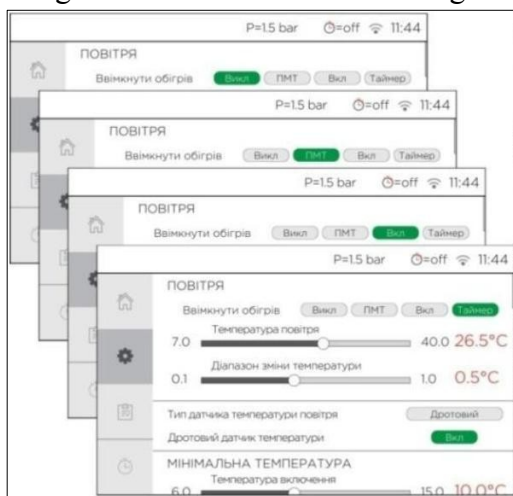 P=1.5 bar =off 11:44
ПОВІТРЯ
Ввімкнути обігрів Викл ПМТ Вкл Таймер
P=1.5 bar =off 11:44
ПОВІТРЯ
Ввімкнути обігрів Викл ПМТ Вкл Таймер
P=1.5 bar =off 11:44
ПОВІТРЯ
Ввімкнути обігрів Викл ПМТ Вкл Таймер
P=1.5 bar =off 11:44
ПОВІТРЯ
Ввімкнути обігрів Викл ПМТ Вкл Таймер
Температура повітря
7.0 40.0 26.5°C
Діапазон зміни температури
0.1 1.0 0.5°C
Тип датчика температури повітря Дротовий
Дротовий датчик температури Вкл
МІНІМАЛЬНА ТЕМПЕРАТУРА
Температура включення
6.0 15.0 10.0°C